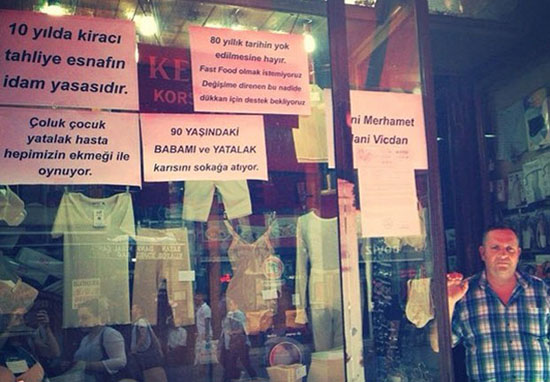 10 yılda kiracı
tahliye esnafın
idam yasasıdır.
80 yıllık tarihin yok
edilmesine hayır.
Fast Food olmak istemiyoruz
Değişime direnen bu nadide
dükkan için destek bekliyoruz
Çoluk çocuk
yatalak hasta
hepimizin ekmeği ile
oynuyor.
90 YAŞINDAKİ
BABAMI ve YATALAK
karısını sokağa atıyor.
Merhamet
Vicdan
KE
KORS